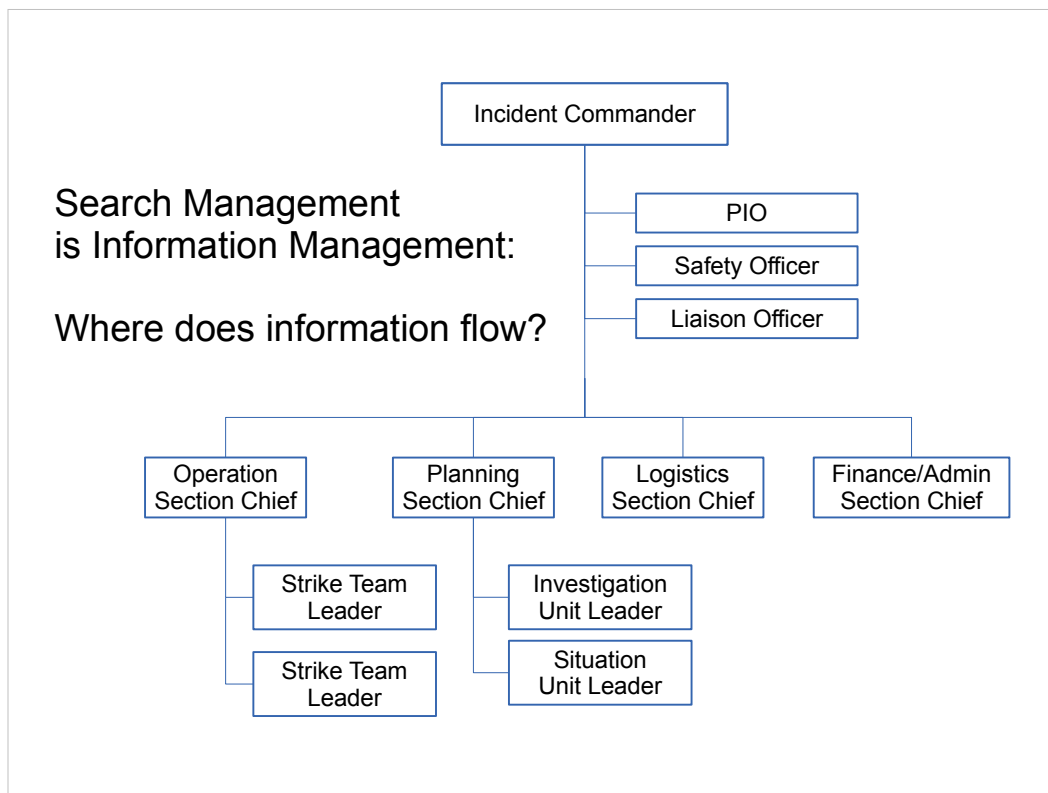 Incident Commander
Search Management
is Information Management:
Where does information flow?
PIO
Safety Officer
Liaison Officer
Operation
Section Chief
Planning
Section Chief
Logistics
Section Chief
Finance/Admin
Section Chief
Strike Team
Leader
Strike Team
Leader
Investigation
Unit Leader
Situation
Unit Leader